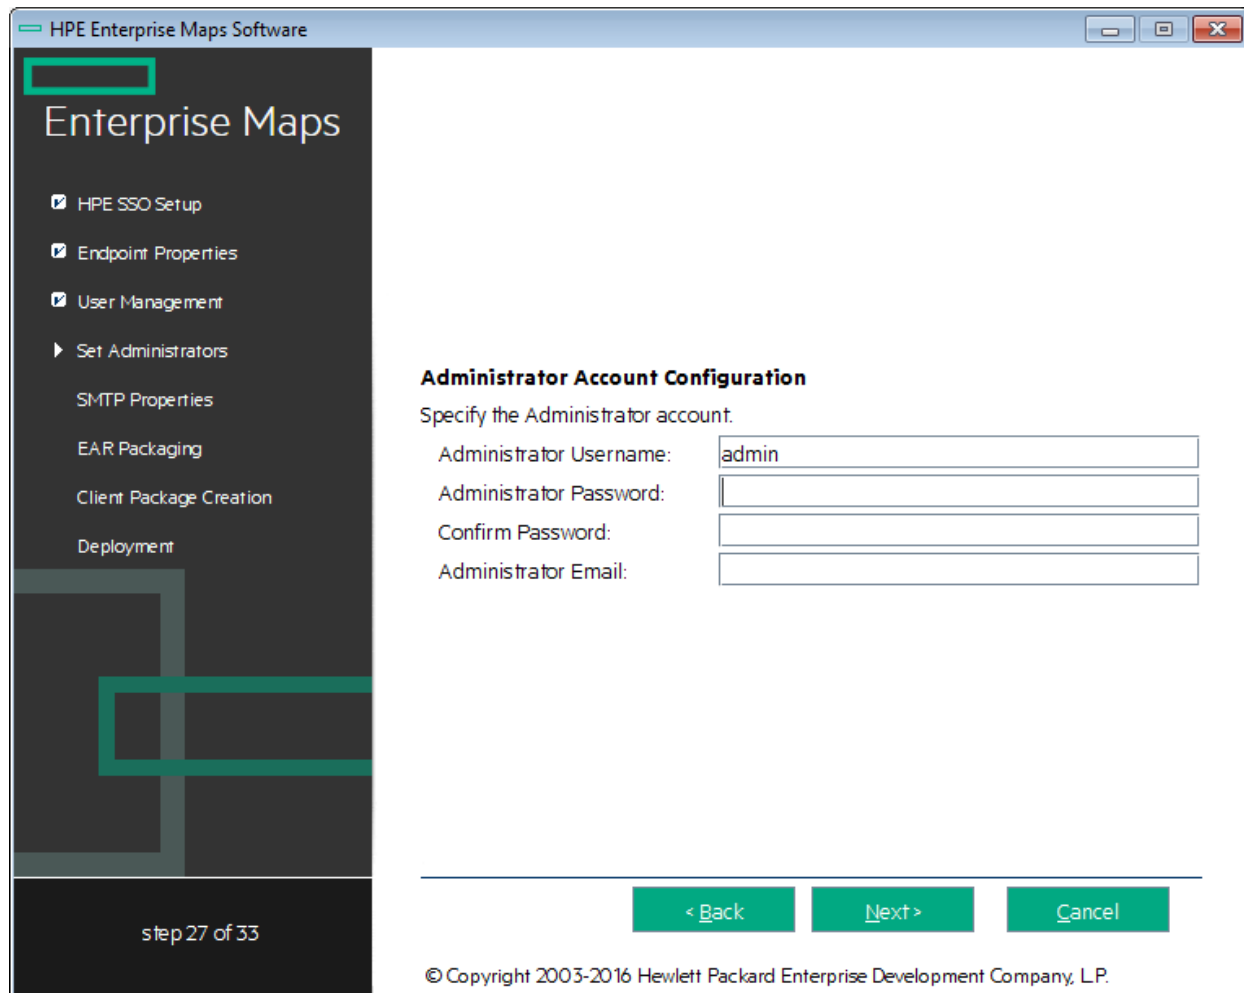 HPE Enterprise Maps Software
Enterprise Maps
HPE SSO Setup
Endpoint Properties
User Management
Set Administrators
SMTP Properties
EAR Packaging
Client Package Creation
Deployment
step 27 of 33
Administrator Account Configuration
Specify the Administrator account.
Administrator Username: admin
Administrator Password:
Confirm Password:
Administrator Email:
< Back Next > Cancel
© Copyright 2003-2016 Hewlett Packard Enterprise Development Company, L.P.